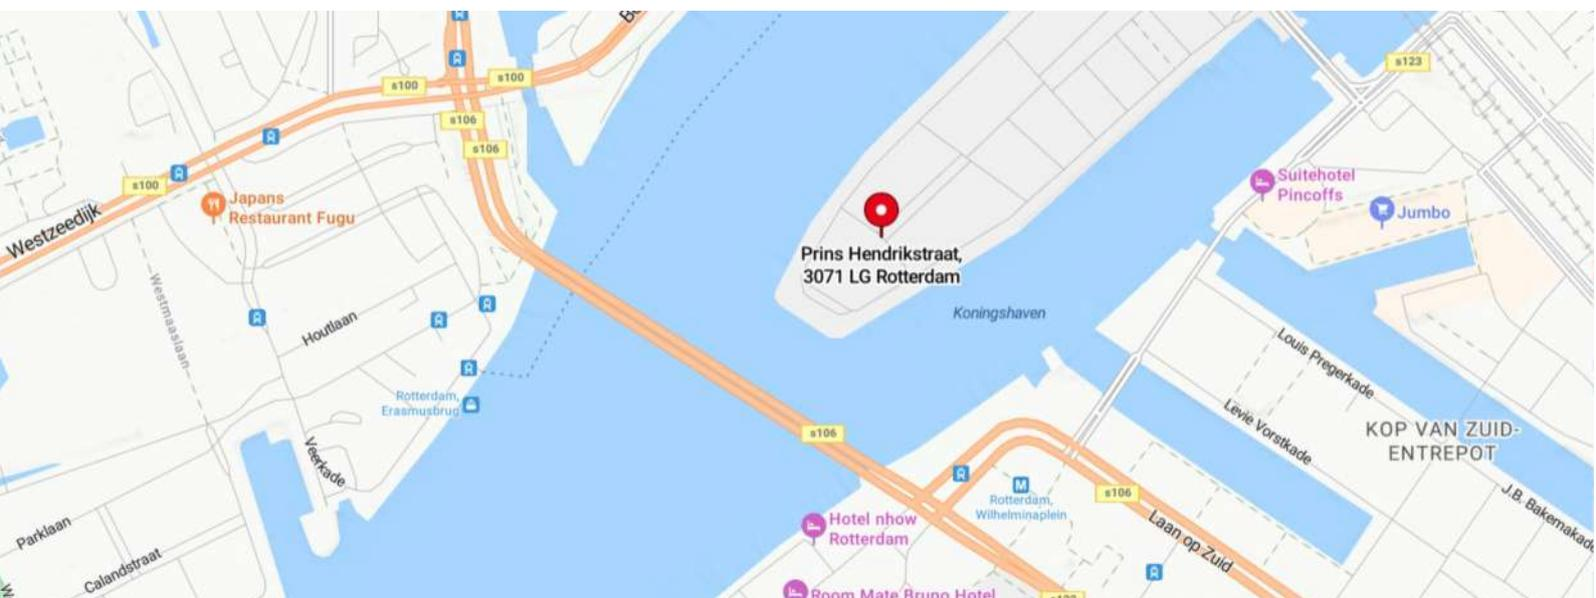 s100
s100
s123
s106
s106
s100
Westzeedijk
Japans
Restaurant Fugu
Suitehotel
Pincoffs
Jumbo
Prins Hendrikstraat,
3071 LG Rotterdam
Koningshaven
Westmaaslaan
Houtlaan
Rotterdam,
Erasmusbrug
Louis Pregerkade
Levie Vorstkade
KOP VAN ZUID-
ENTREPOT
s106
Veerkade
M
Rotterdam,
Wilhelminaplein
s106
J.B. Bakemakade
Laan op Zuid
Hotel nhow
Rotterdam
Parklaan
Calandstraat
Room Mate Bruno Hotel